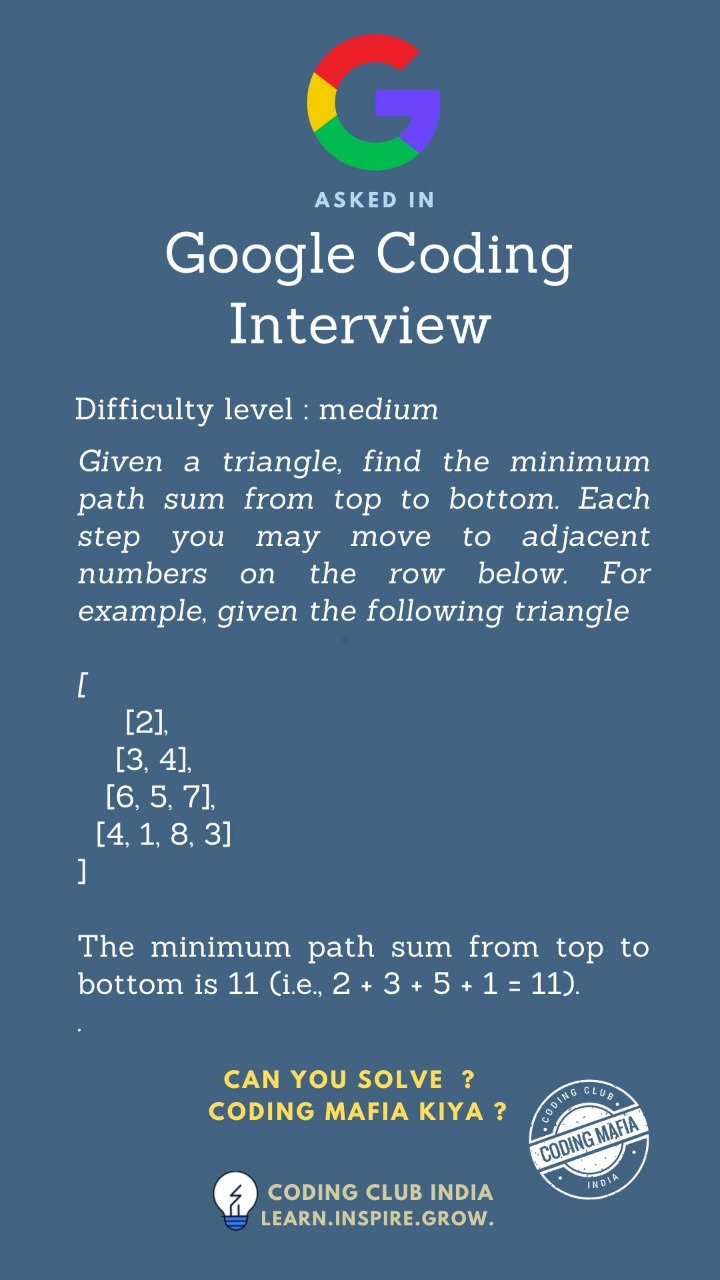 ASKED IN
Google Coding
Interview
Difficulty level : medium
Given a triangle, find the minimum
path sum from top to bottom. Each
step you may move to adjacent
numbers on the row below. For
example, given the following triangle
[
[2],
[3, 4],
[6, 5, 7],
[4, 1, 8, 3]
]
The minimum path sum from top to
bottom is 11 (i.e., 2 + 3 + 5 + 1 = 11).
.
CAN YOU SOLVE ?
CODING MAFIA KIYA ?
CODING CLUB
CODING MAFIA
INDIA
CODING CLUB INDIA
LEARN.INSPIRE.GROW.